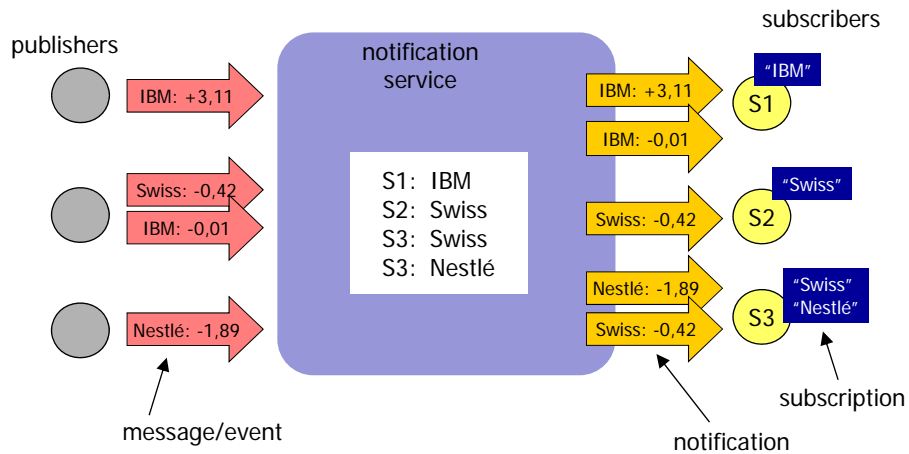 publishers
notification
service
subscribers
IBM: +3,11
Swiss: -0,42
IBM: -0,01
Nestlé: -1,89
S1: IBM
S2: Swiss
S3: Swiss
S3: Nestlé
IBM: +3,11
IBM: -0,01
Swiss: -0,42
Nestlé: -1,89
Swiss: -0,42
“IBM”
S1
“Swiss”
S2
“Swiss”
“Nestlé”
S3
message/event
notification
subscription